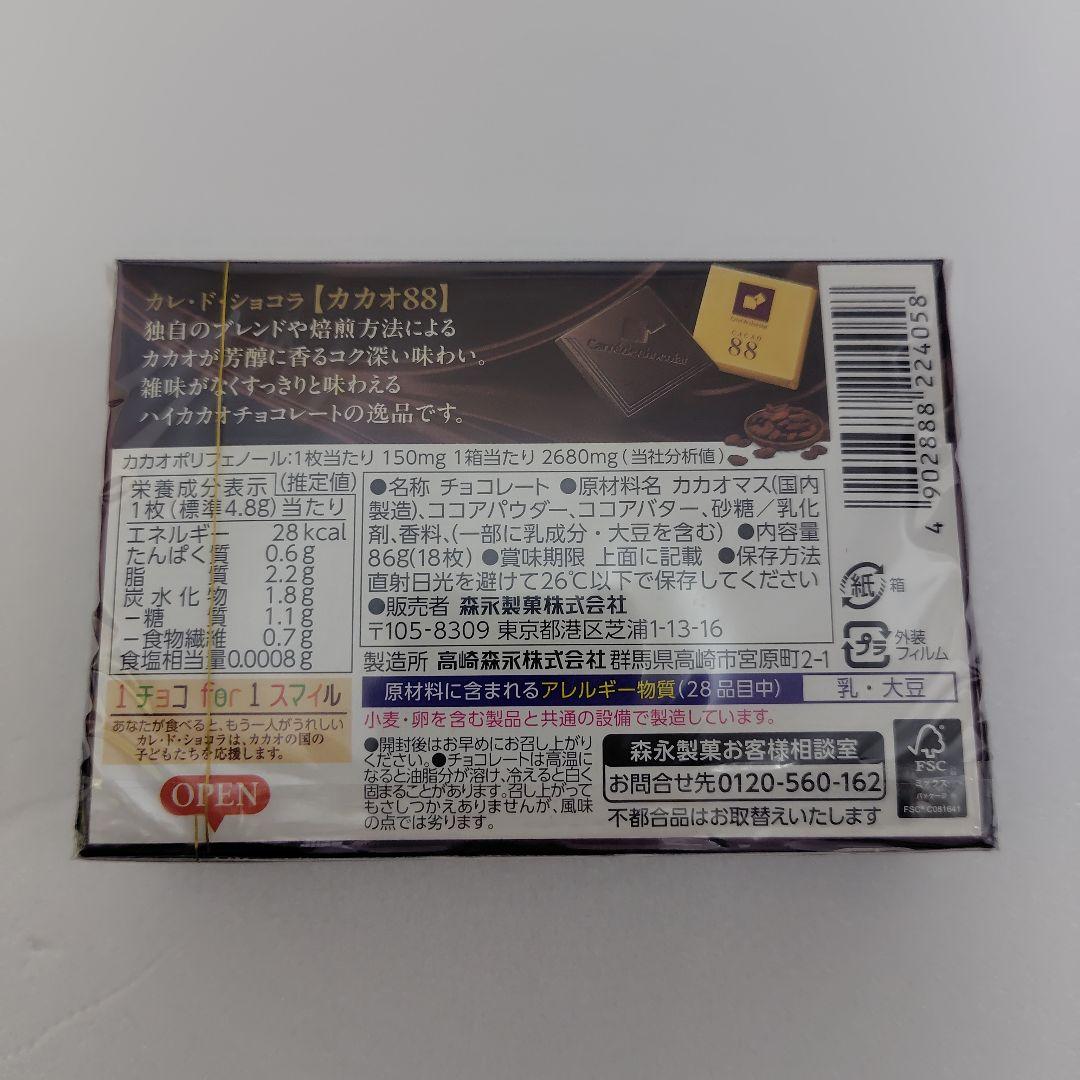 カレ・ド・ショコラ【カカオ88】
独自のブレンドや焙煎方法による
カカオが芳醇に香るコク深い味わい。
雑味がなくすっきりと味わえる
ハイカカオチョコレートの逸品です。
Carré de chocolat
CACAO
88
4 902888 224058
カカオポリフェノール:1枚当たり 150mg 1箱当たり 2680mg(当社分析値)
栄養成分表示(推定値)
1枚(標準4.8g)当たり
エネルギー 28kcal
たんぱく質 0.6g
脂質 2.2g
炭水化物 1.8g
－糖質 1.1g
－食物繊維 0.7g
食塩相当量0.0008g
●名称 チョコレート ●原材料名 カカオマス(国内
製造)、ココアパウダー、ココアバター、砂糖／乳化
剤、香料、(一部に乳成分・大豆を含む) ●内容量
86g(18枚) ●賞味期限 上面に記載 ●保存方法
直射日光を避けて26℃以下で保存してください
●販売者 森永製菓株式会社
〒105-8309 東京都港区芝浦1-13-16
製造所 高崎森永株式会社 群馬県高崎市宮原町2-1
紙 箱
プラ 外装
フィルム
原材料に含まれるアレルギー物質(28品目中) 乳・大豆
小麦・卵を含む製品と共通の設備で製造しています。
1 チョコ for 1 スマイル
あなたが食べると、もう一人がうれしい
カレ・ド・ショコラは、カカオの国の
子どもたちを応援します。
OPEN
●開封後はお早めにお召し上がり
ください。●チョコレートは高温に
なると油脂分が溶け、冷えると白く
固まることがあります。召し上がって
もさしつかえありませんが、風味
の点では劣ります。
森永製菓お客様相談室
お問合せ先0120-560-162
不都合品はお取替えいたします
FSC
ミックス
パッケージ
FSC® C081641